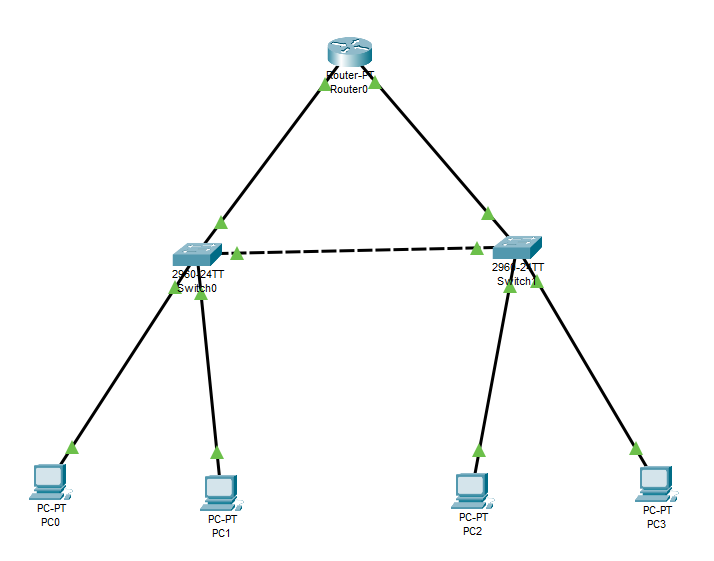 Router-PT
Router0
2960-24TT
Switch0
2960-24TT
Switch1
PC-PT
PC0
PC-PT
PC1
PC-PT
PC2
PC-PT
PC3